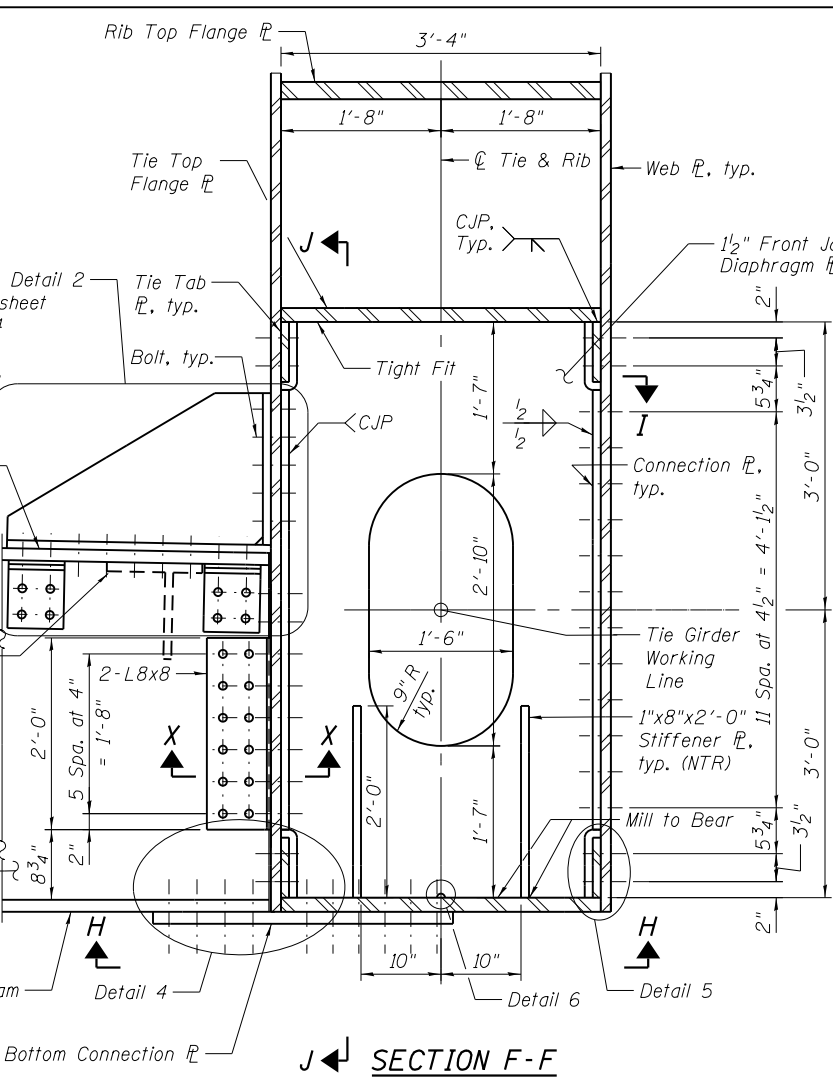 Rib Top Flange ⅊
3'-4"
1'-8"
1'-8"
Tie Top
Flange ⅊
℄ Tie & Rib
Web ⅊, typ.
J
CJP,
Typ.
1½" Front
Diaphragm ⅊
Detail 2
sheet
Tie Tab
⅊, typ.
2"
Bolt, typ.
Tight Fit
1'-7"
5¾"
3½"
I
CJP
1/2
1/2
Connection ⅊,
typ.
3'-0"
2'-10"
11 Spa. at 4½" = 4'-1½"
1'-6"
Tie Girder
Working
Line
2-L8x8
9" R
typ.
2'-0"
5 Spa. at 4"
= 1'-8"
X
X
1"x8"x2'-0"
Stiffener ⅊,
typ. (NTR)
3'-0"
2'-0"
1'-7"
Mill to Bear
5¾"
3½"
2"
8¾"
2"
H
H
10"
10"
Detail 4
Detail 6
Detail 5
Bottom Connection ⅊
J
SECTION F-F